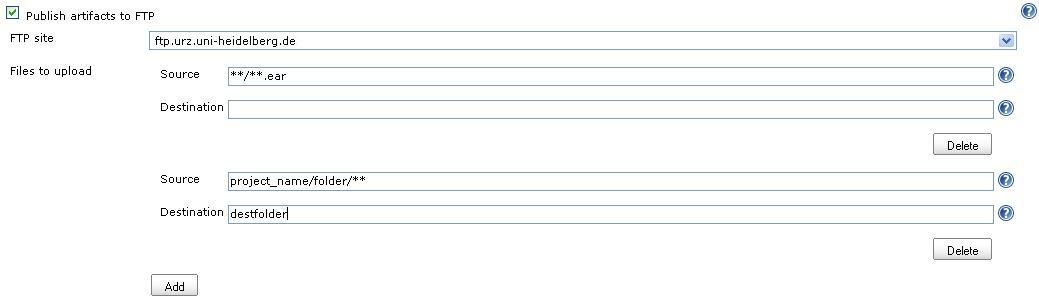 Publish artifacts to FTP
FTP site ftp.urz.uni-heidelberg.de
Files to upload Source **/**.ear
Destination
Delete
Source project_name/folder/**
Destination destfolder
Delete
Add